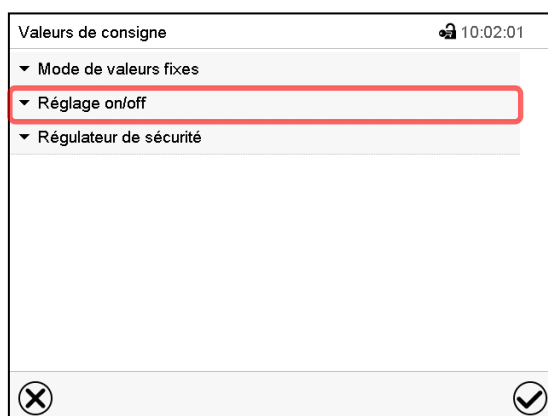 Valeurs de consigne 10:02:01
Mode de valeurs fixes
Réglage on/off
Régulateur de sécurité